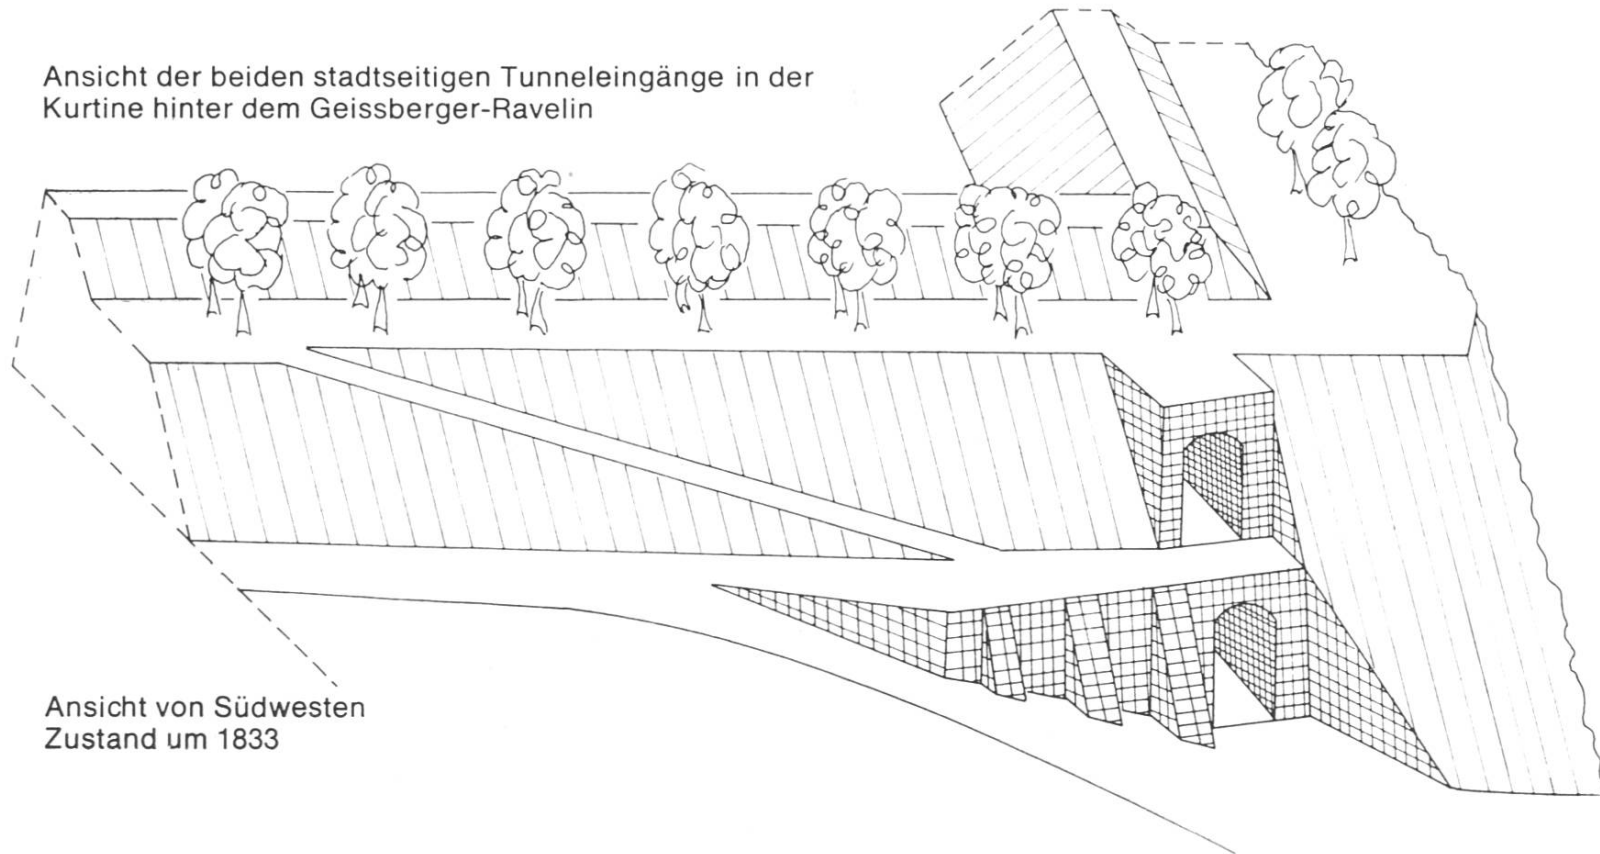 Ansicht der beiden stadtseitigen Tunneleingänge in der
Kurtine hinter dem Geissberger-Ravelin
Ansicht von Südwesten
Zustand um 1833